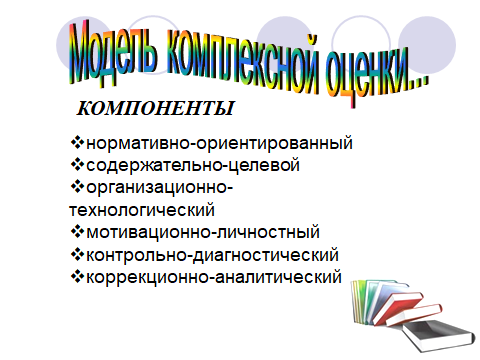 Модель комплексной оценки...
КОМПОНЕНТЫ
❖нормативно-ориентированный
❖содержательно-целевой
❖организационно-
технологический
❖мотивационно-личностный
❖контрольно-диагностический
❖коррекционно-аналитический